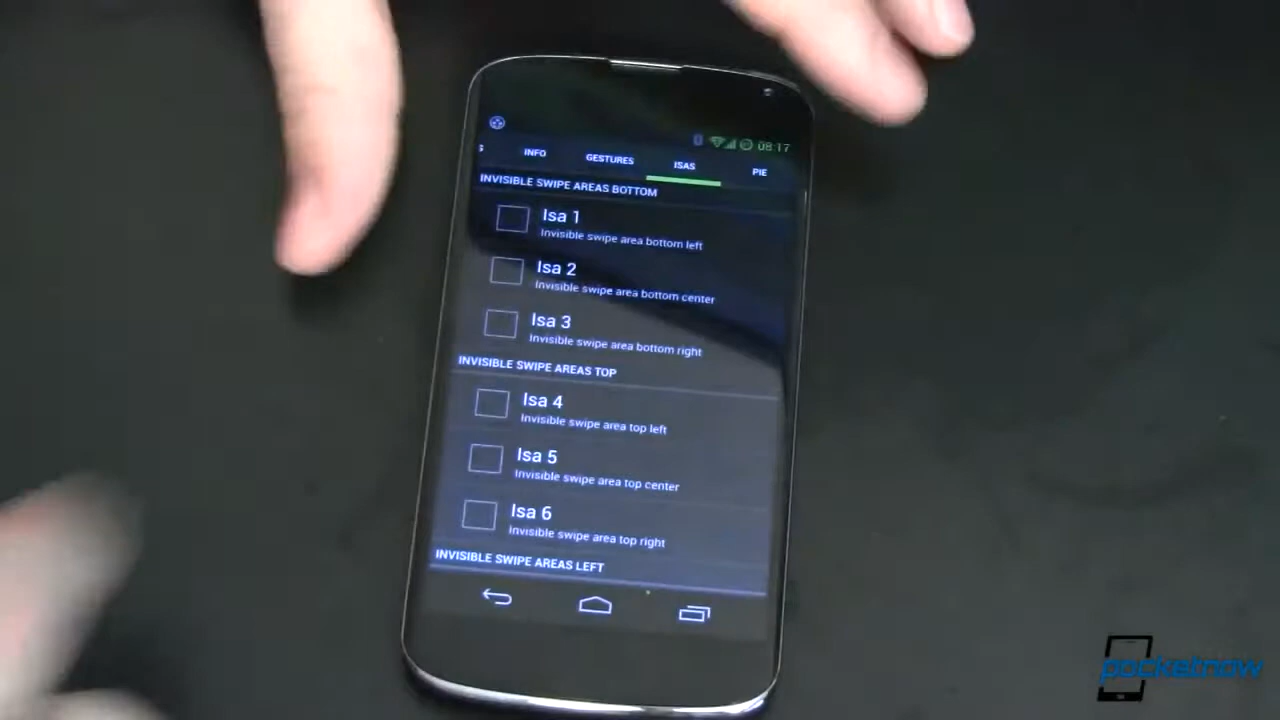 08:17
S INFO GESTURES ISAS PIE
INVISIBLE SWIPE AREAS BOTTOM
Isa 1
Invisible swipe area bottom left
Isa 2
Invisible swipe area bottom center
Isa 3
Invisible swipe area bottom right
INVISIBLE SWIPE AREAS TOP
Isa 4
Invisible swipe area top left
Isa 5
Invisible swipe area top center
Isa 6
Invisible swipe area top right
INVISIBLE SWIPE AREAS LEFT
pocketnow